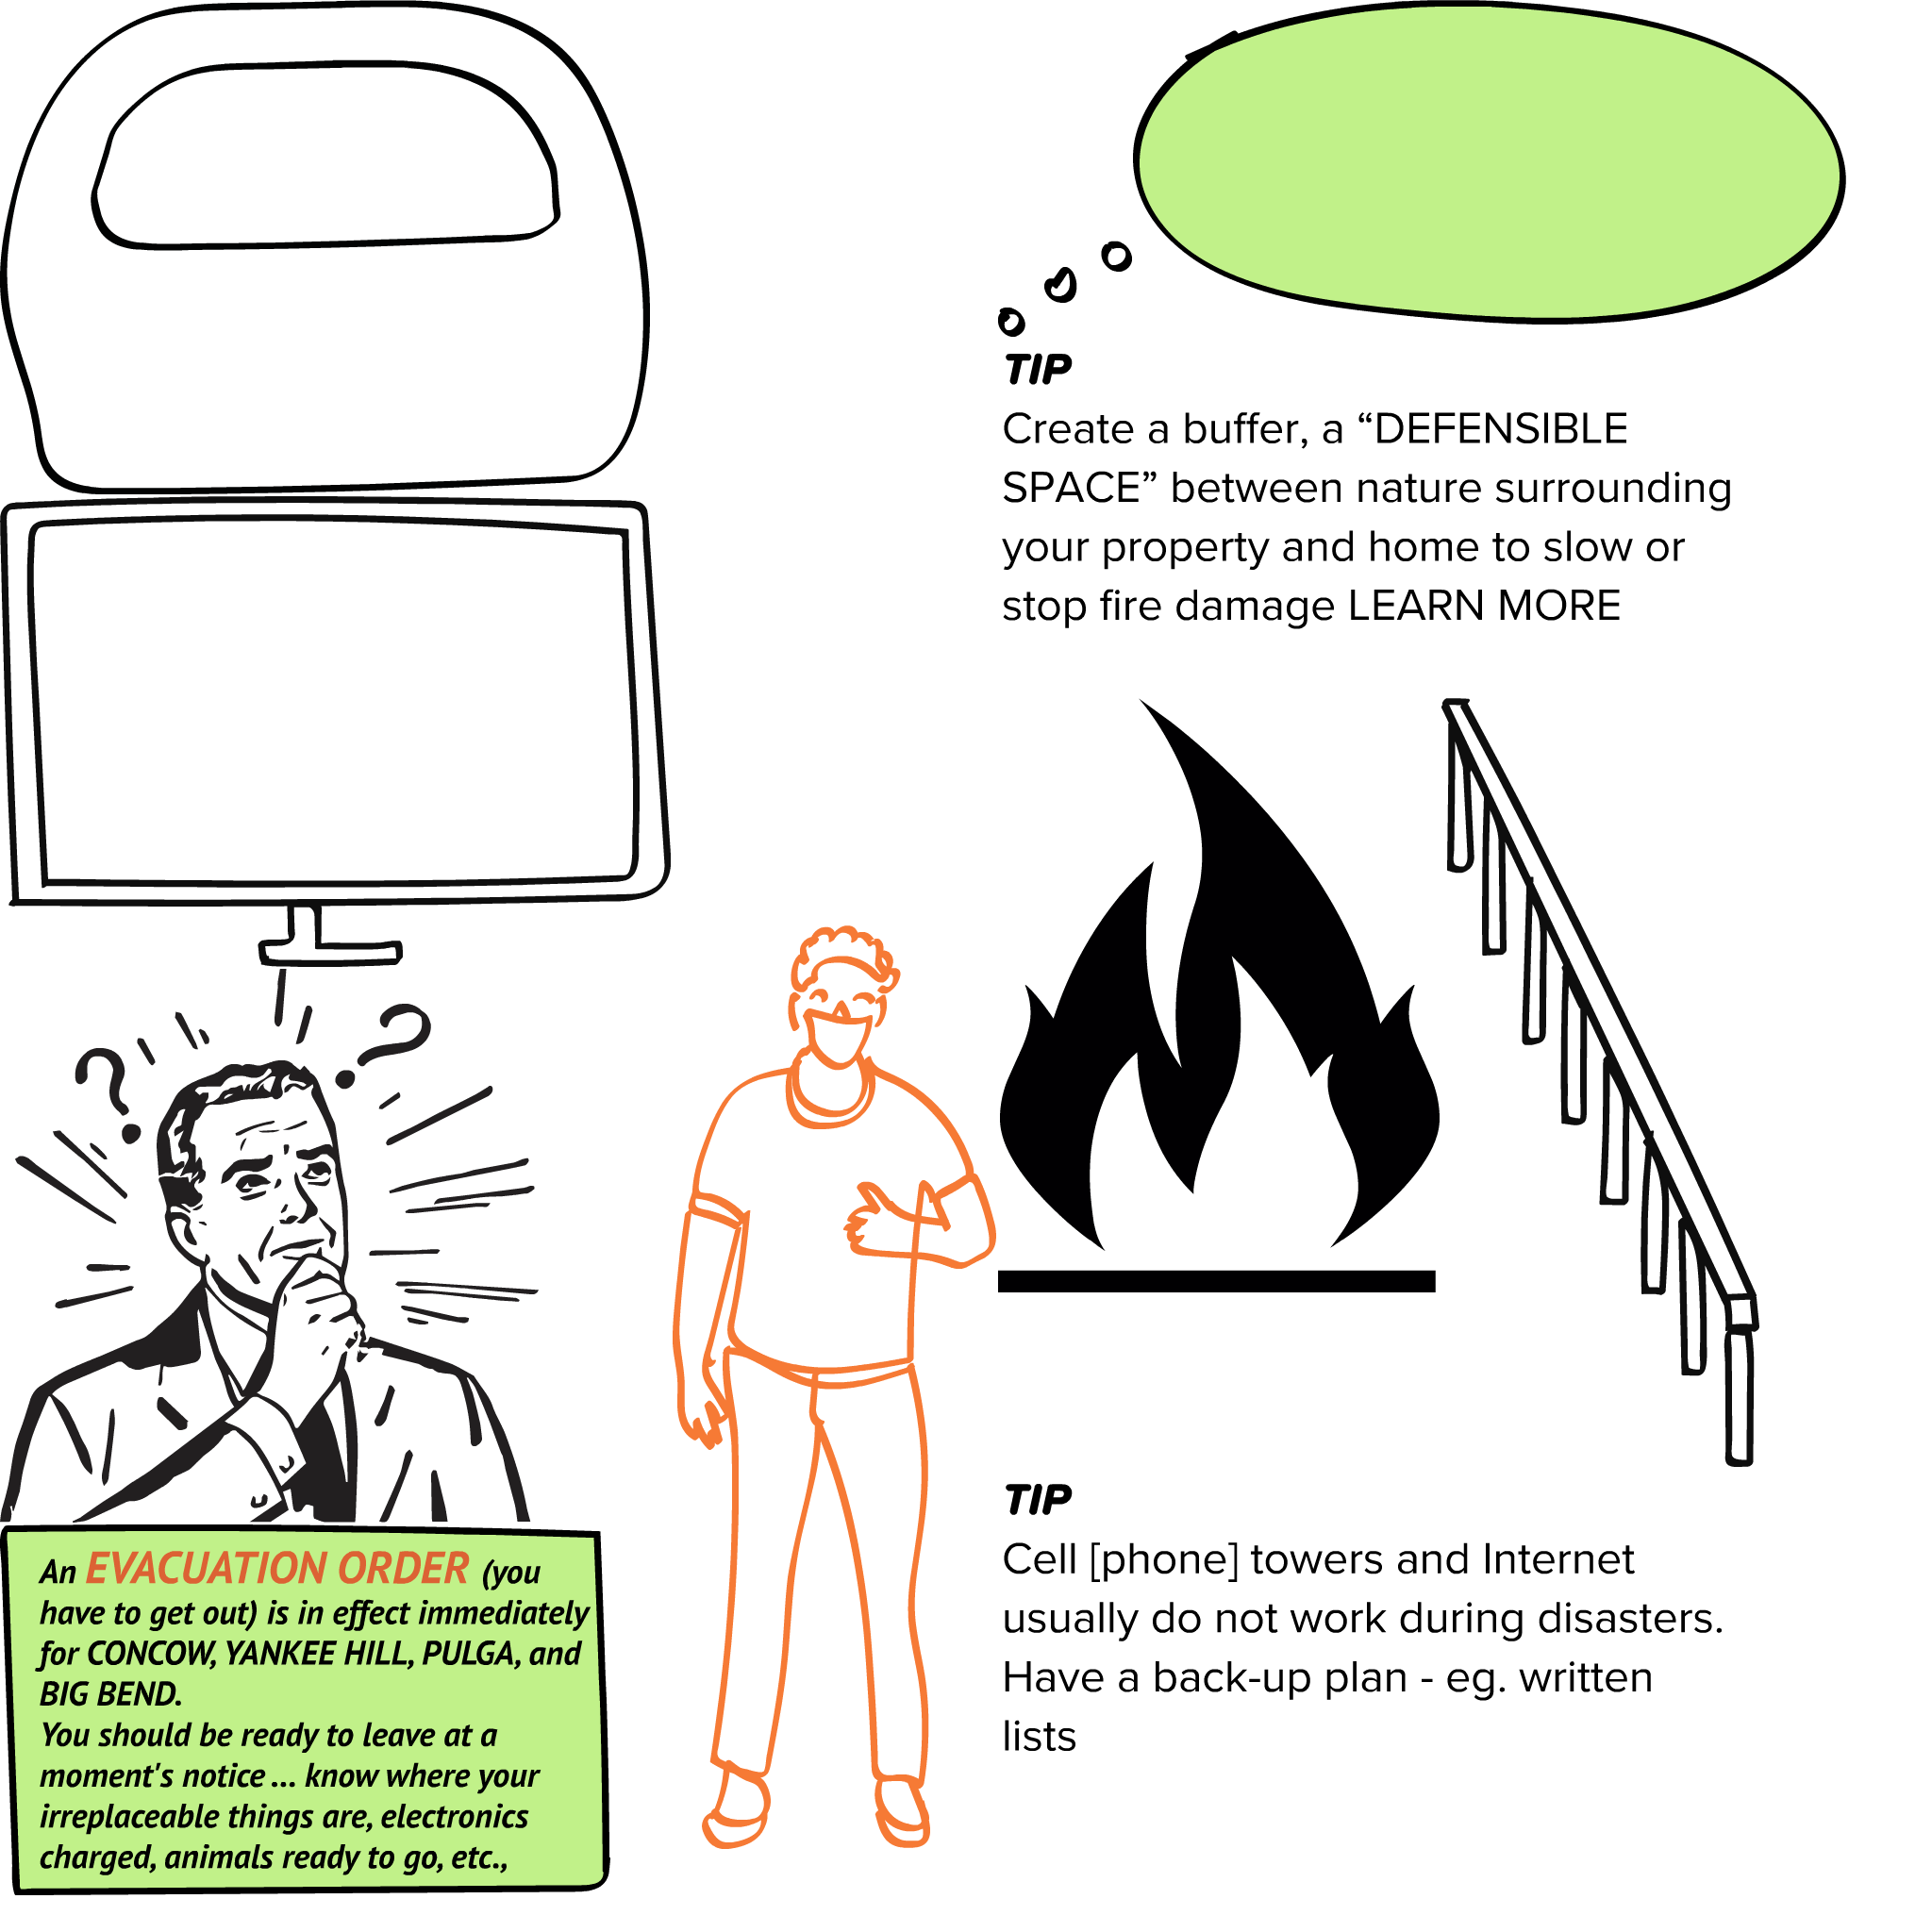 TIP
Create a buffer, a “DEFENSIBLE
SPACE” between nature surrounding
your property and home to slow or
stop fire damage LEARN MORE
? ?
An EVACUATION ORDER (you
have to get out) is in effect immediately
for CONCOW, YANKEE HILL, PULGA, and
BIG BEND.
You should be ready to leave at a
moment's notice ... know where your
irreplaceable things are, electronics
charged, animals ready to go, etc.,
TIP
Cell [phone] towers and Internet
usually do not work during disasters.
Have a back-up plan - eg. written
lists